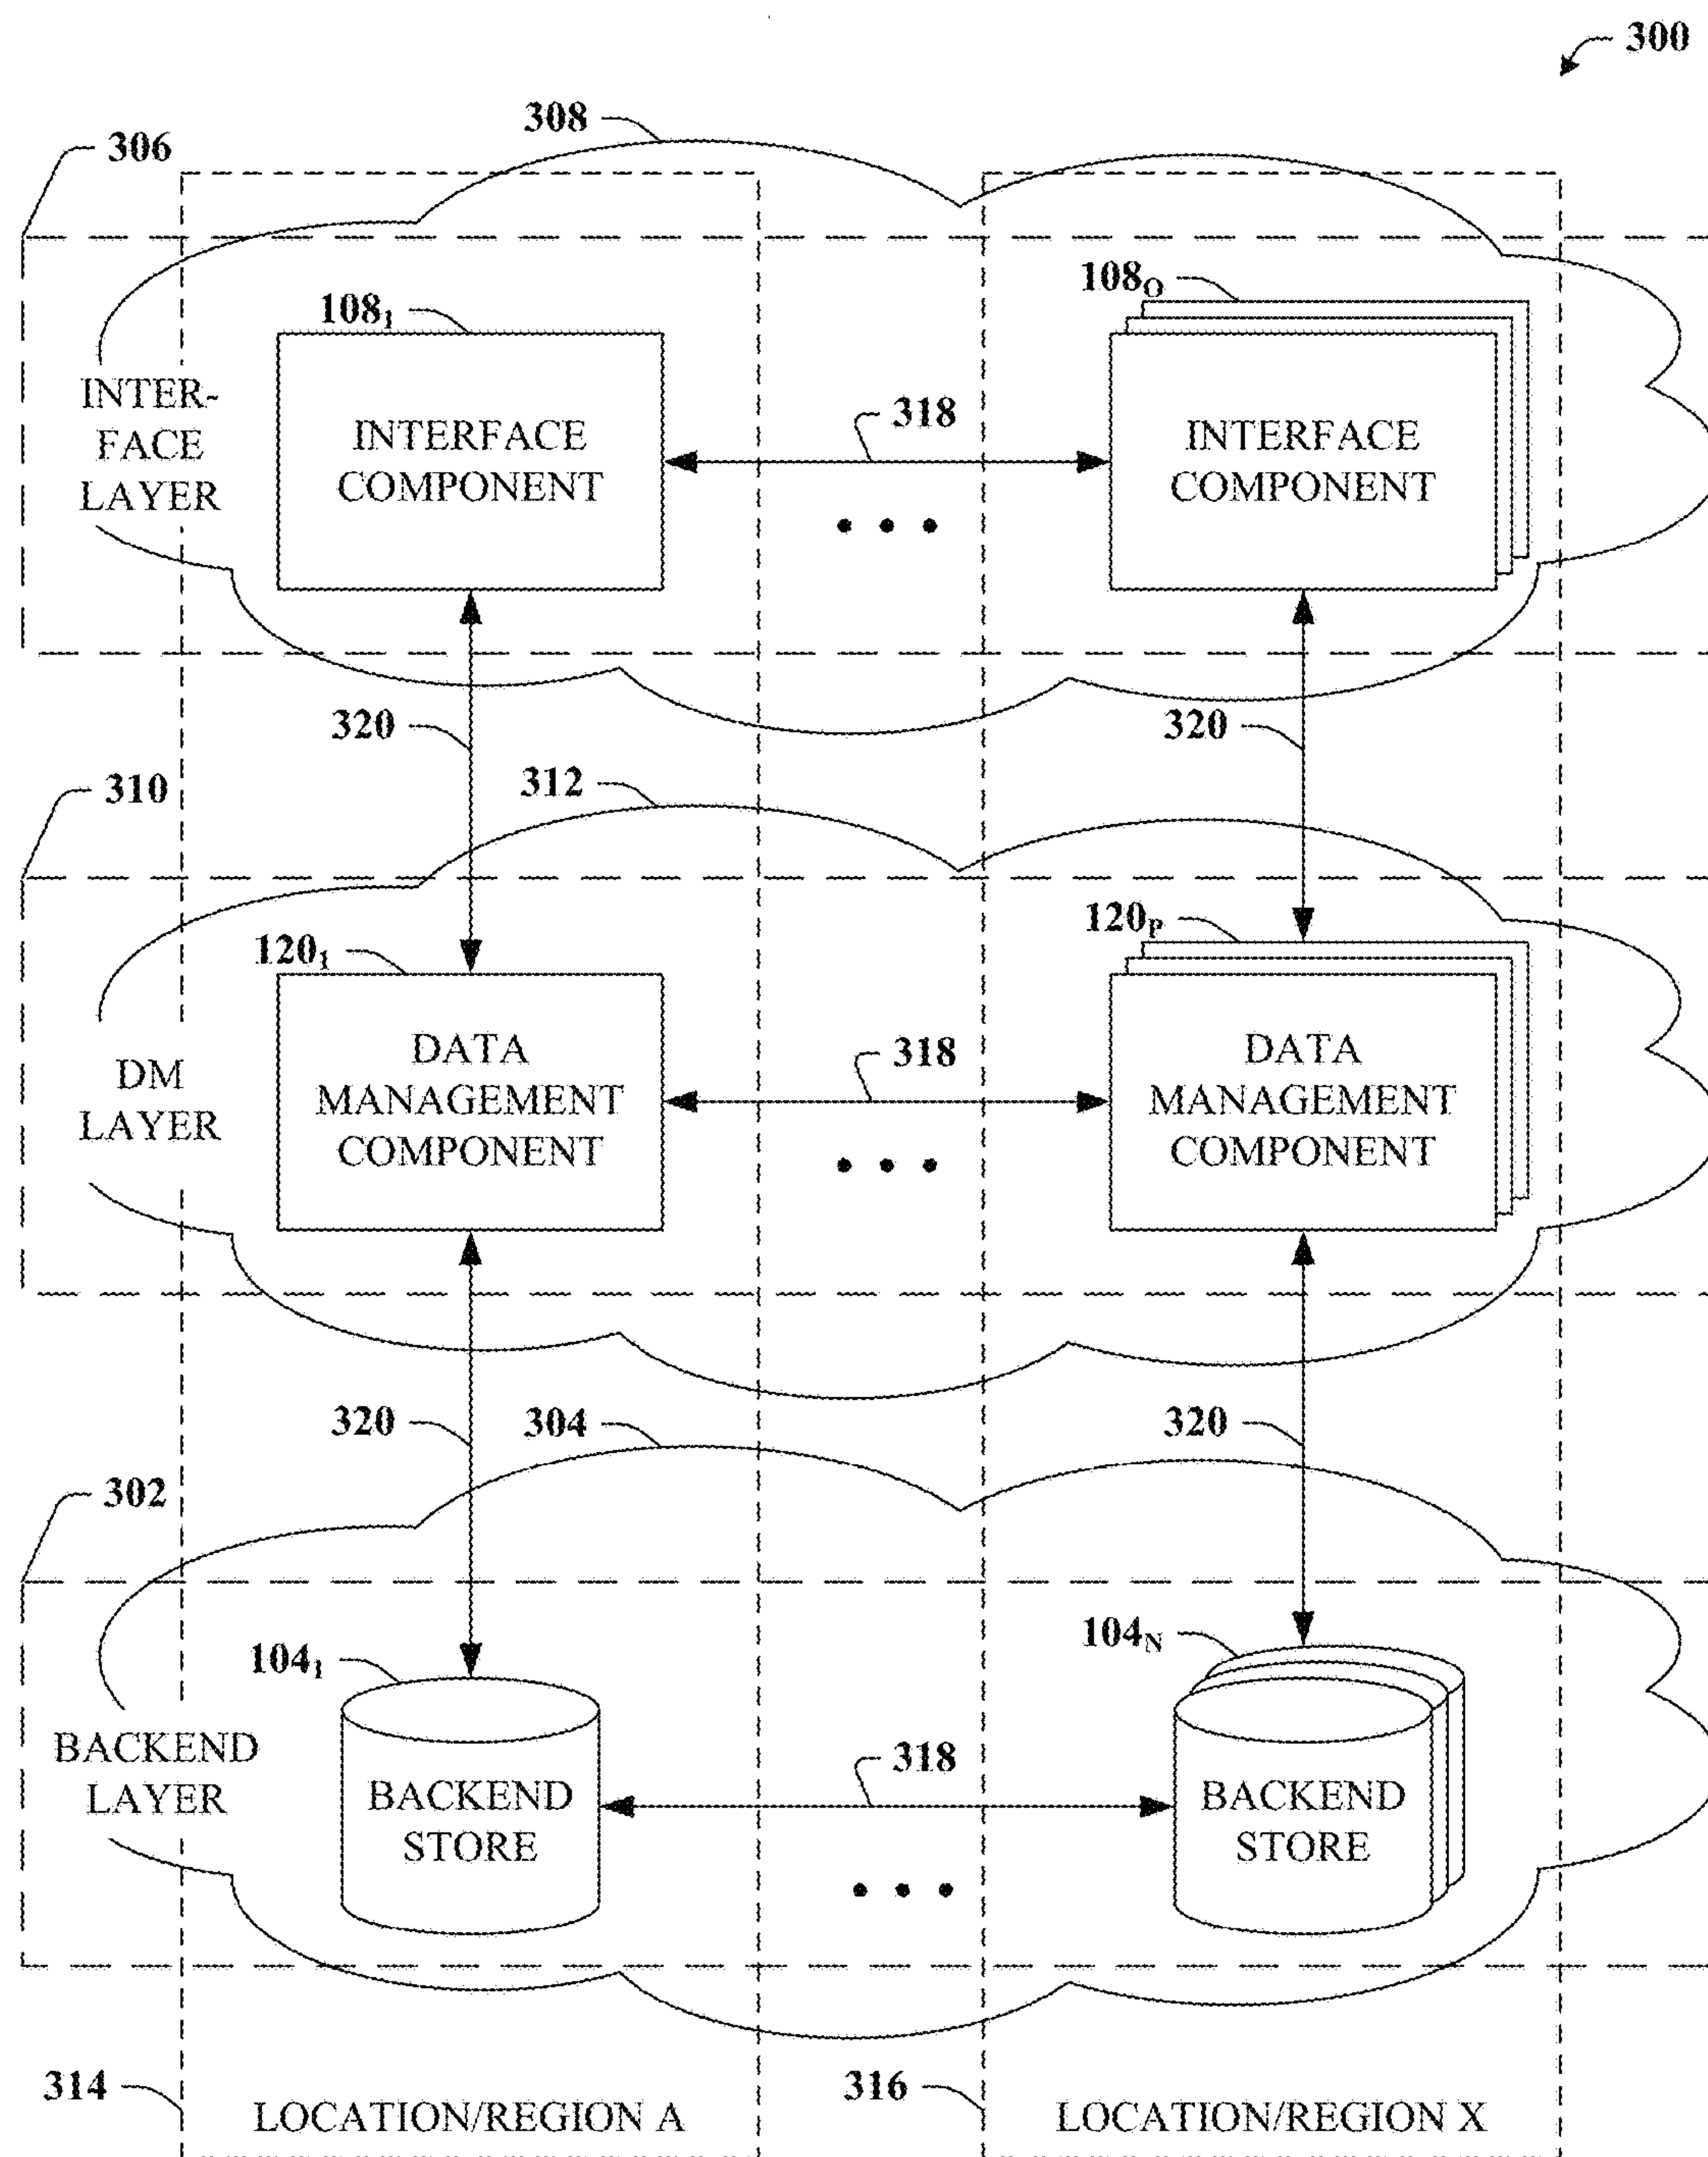 300
308
306
108₁
108O
INTER-
FACE
LAYER
INTERFACE
COMPONENT
318
INTERFACE
COMPONENT
320
320
310
312
120₁
120P
DM
LAYER
DATA
MANAGEMENT
COMPONENT
318
DATA
MANAGEMENT
COMPONENT
320
304
320
302
104₁
104N
BACKEND
LAYER
BACKEND
STORE
318
BACKEND
STORE
314
LOCATION/REGION A
316
LOCATION/REGION X